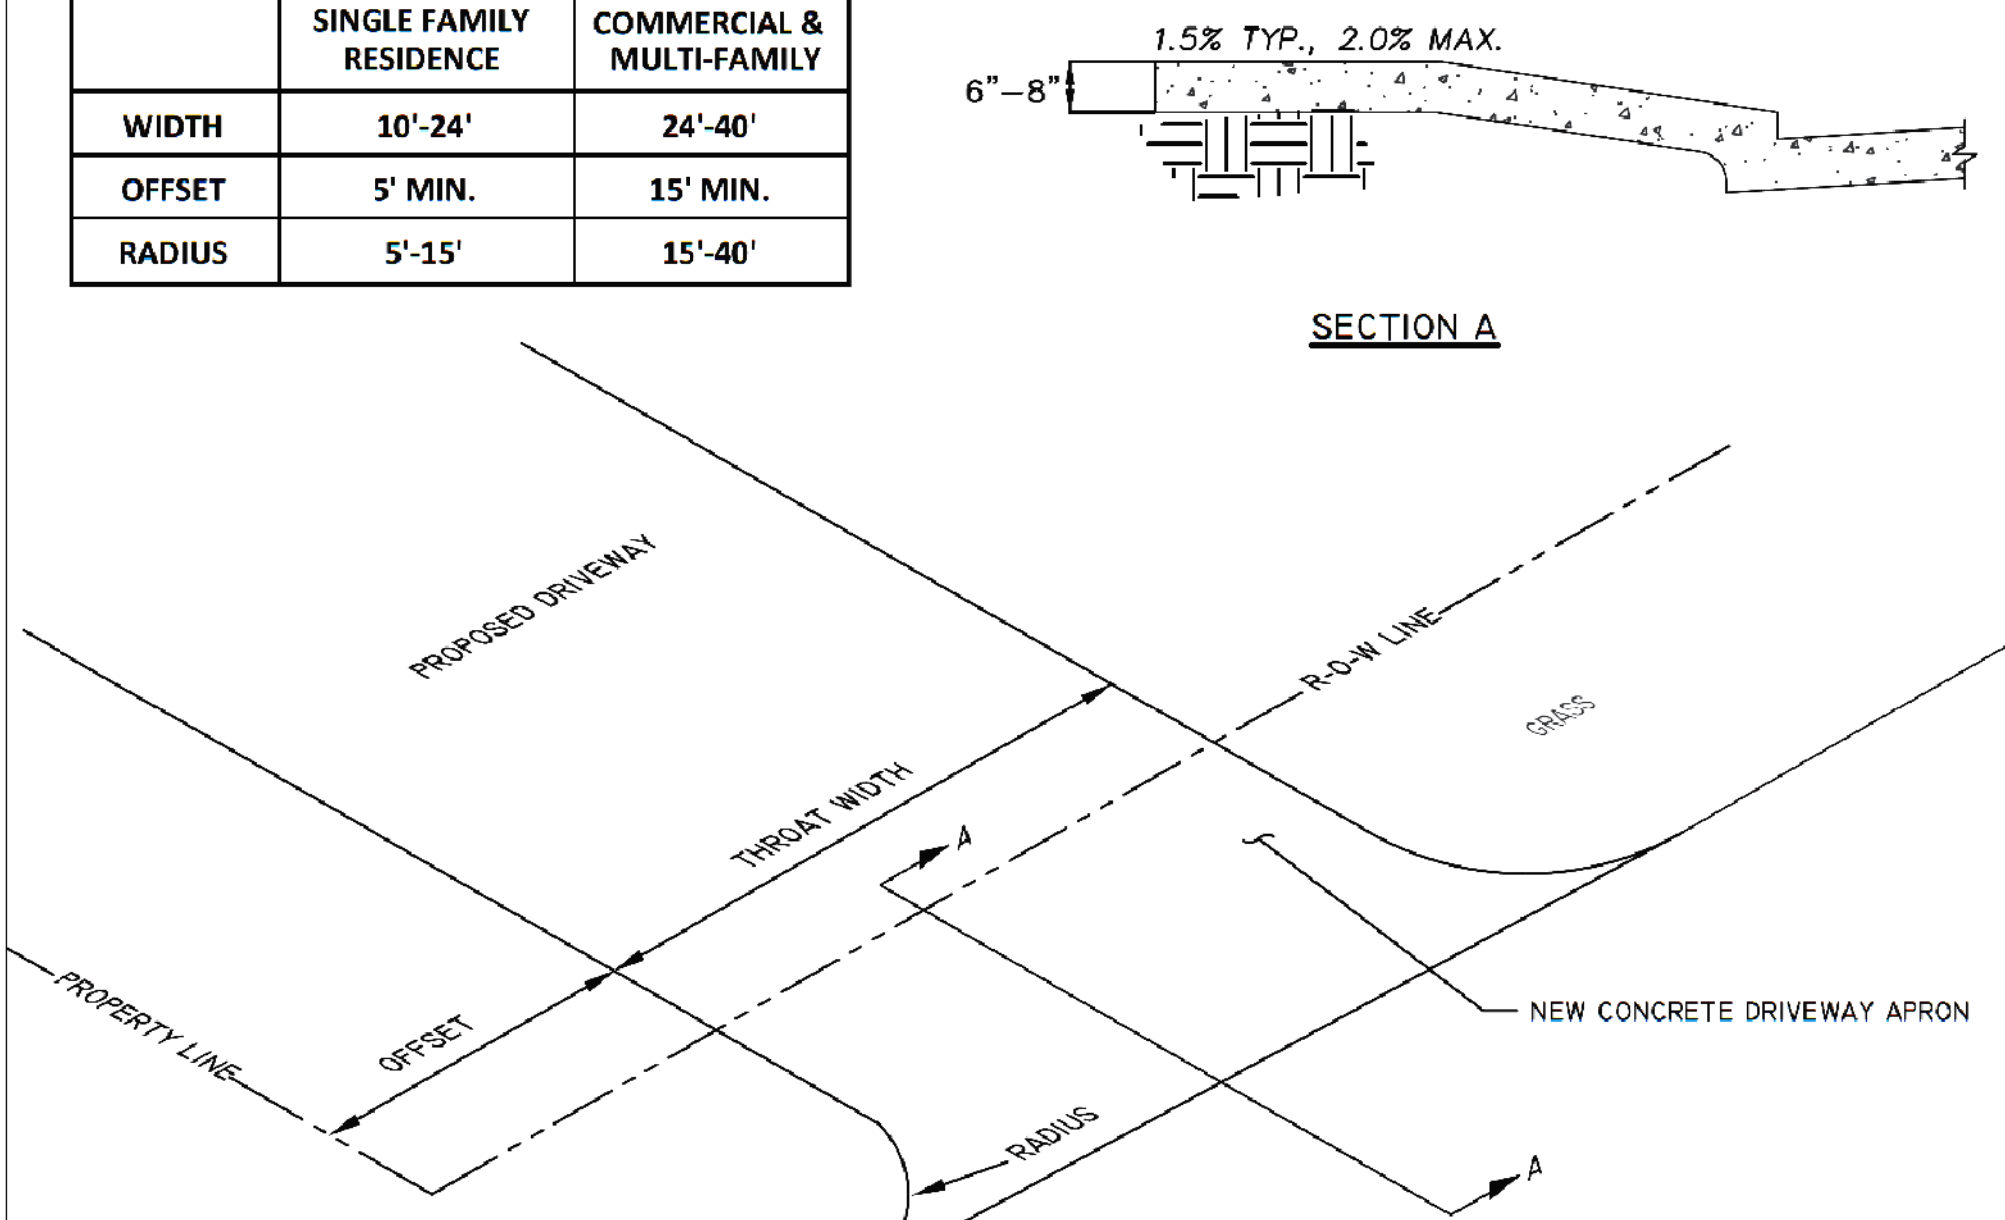 SINGLE FAMILY
RESIDENCE
COMMERCIAL &
MULTI-FAMILY
WIDTH
10'-24'
24'-40'
OFFSET
5' MIN.
15' MIN.
RADIUS
5'-15'
15'-40'
1.5% TYP., 2.0% MAX.
6"-8"
SECTION A
PROPOSED DRIVEWAY
R-O-W LINE
GRASS
THROAT WIDTH
A
PROPERTY LINE
OFFSET
NEW CONCRETE DRIVEWAY APRON
RADIUS
A